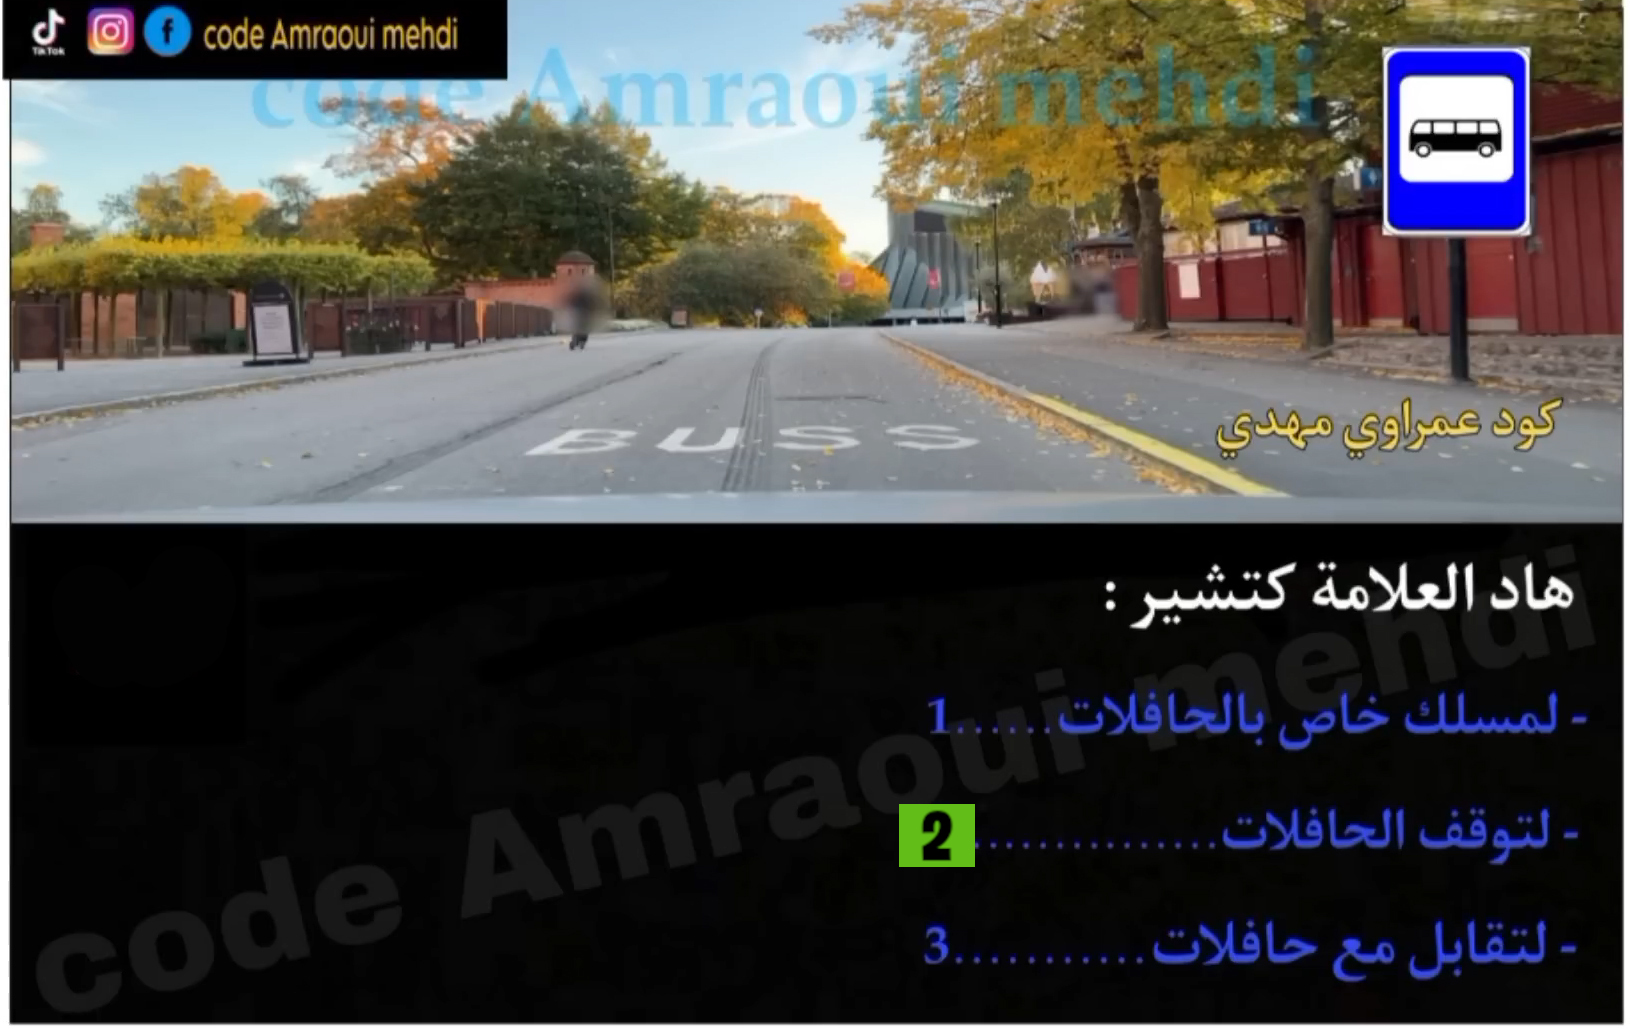 TikTok
code Amraoui mehdi
code Amraoui mehdi
BUSS
كود عمراوي مهدي
هاد العلامة كتشير :
- لمسلك خاص بالحافلات......1
- لتوقف الحافلات...............2
- لتقابل مع حافلات...........3
code Amraoui mehdi